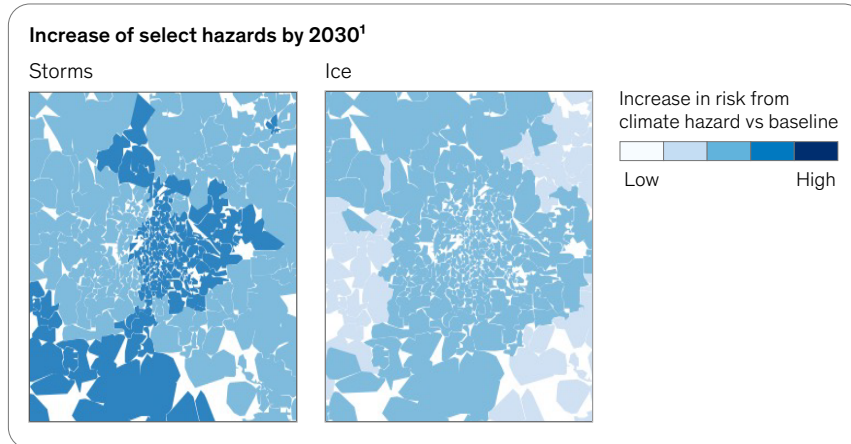 Increase of select hazards by 2030¹
Storms
Ice
Increase in risk from
climate hazard vs baseline
Low
High